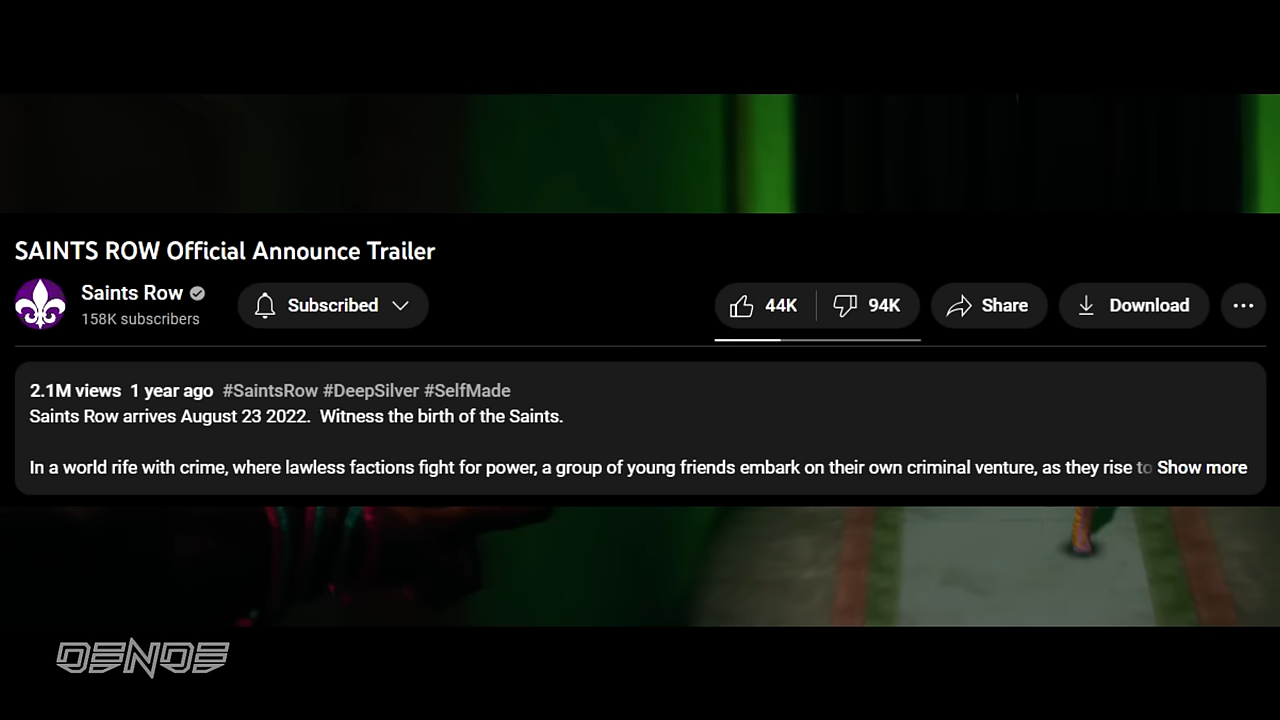 SAINTS ROW Official Announce Trailer
Saints Row
158K subscribers
Subscribed
44K
94K
Share
Download
2.1M views 1 year ago #SaintsRow #DeepSilver #SelfMade
Saints Row arrives August 23 2022. Witness the birth of the Saints.
In a world rife with crime, where lawless factions fight for power, a group of young friends embark on their own criminal venture, as they rise to Show more
DENDE